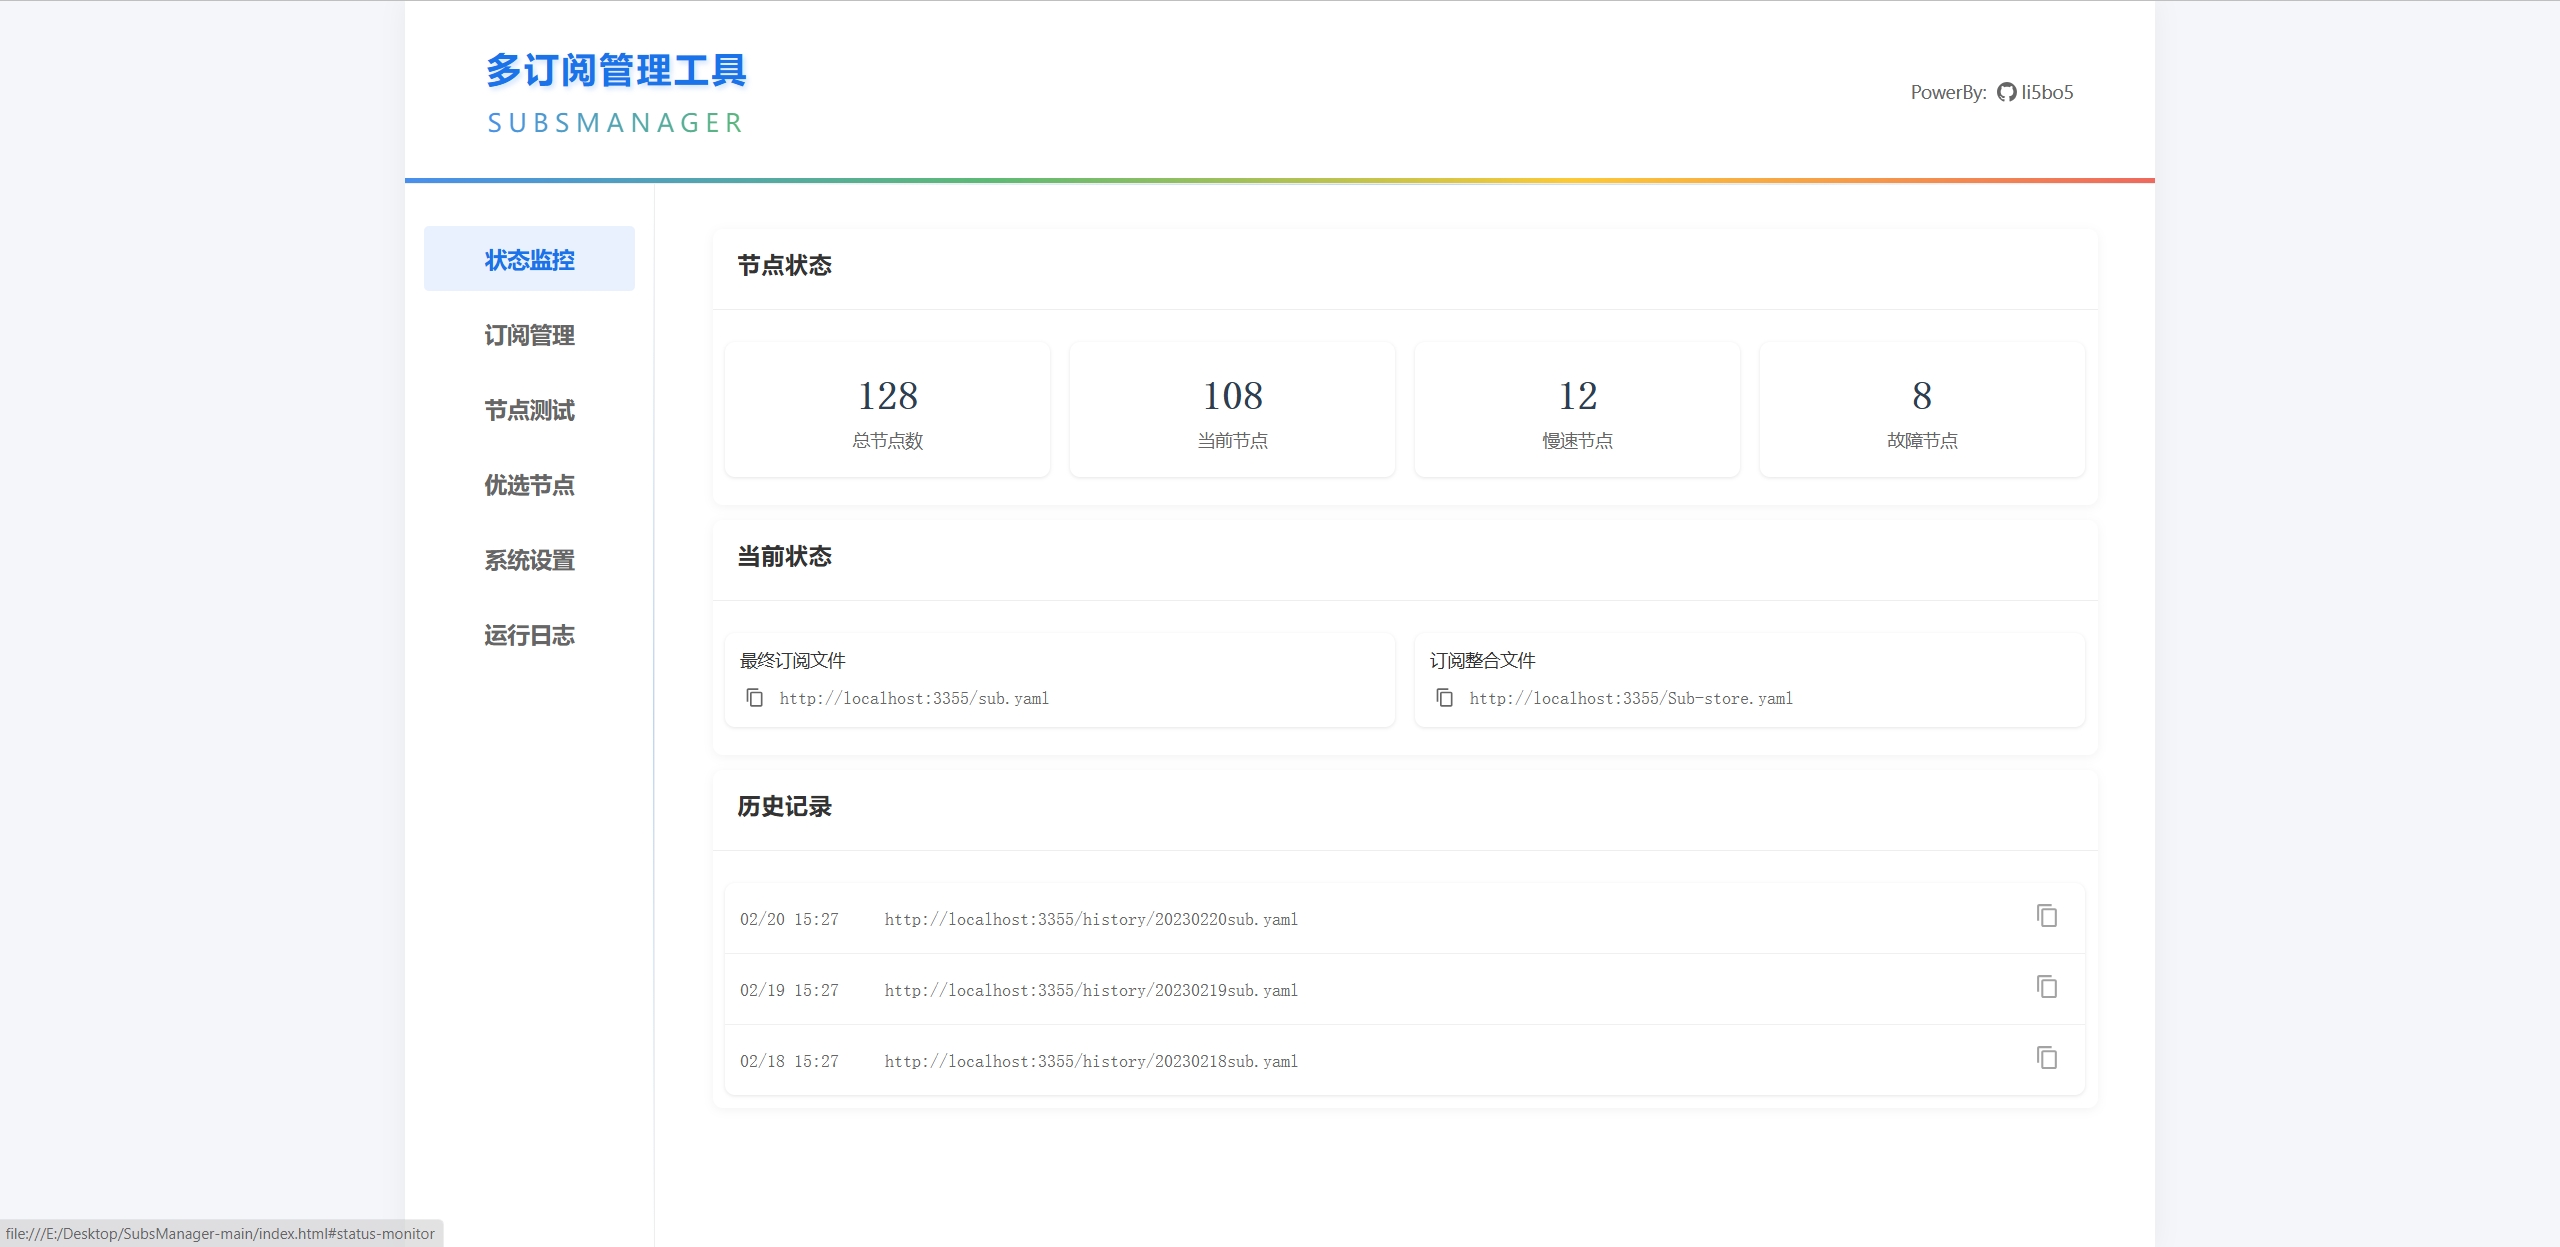 多订阅管理工具
SUBSMANAGER
PowerBy: li5bo5
状态监控
订阅管理
节点测试
优选节点
系统设置
运行日志
节点状态
128
总节点数
108
当前节点
12
慢速节点
8
故障节点
当前状态
最终订阅文件
http://localhost:3355/sub.yaml
订阅整合文件
http://localhost:3355/Sub-store.yaml
历史记录
02/20 15:27 http://localhost:3355/history/20230220sub.yaml
02/19 15:27 http://localhost:3355/history/20230219sub.yaml
02/18 15:27 http://localhost:3355/history/20230218sub.yaml
file:///E:/Desktop/SubsManager-main/index.html#status-monitor